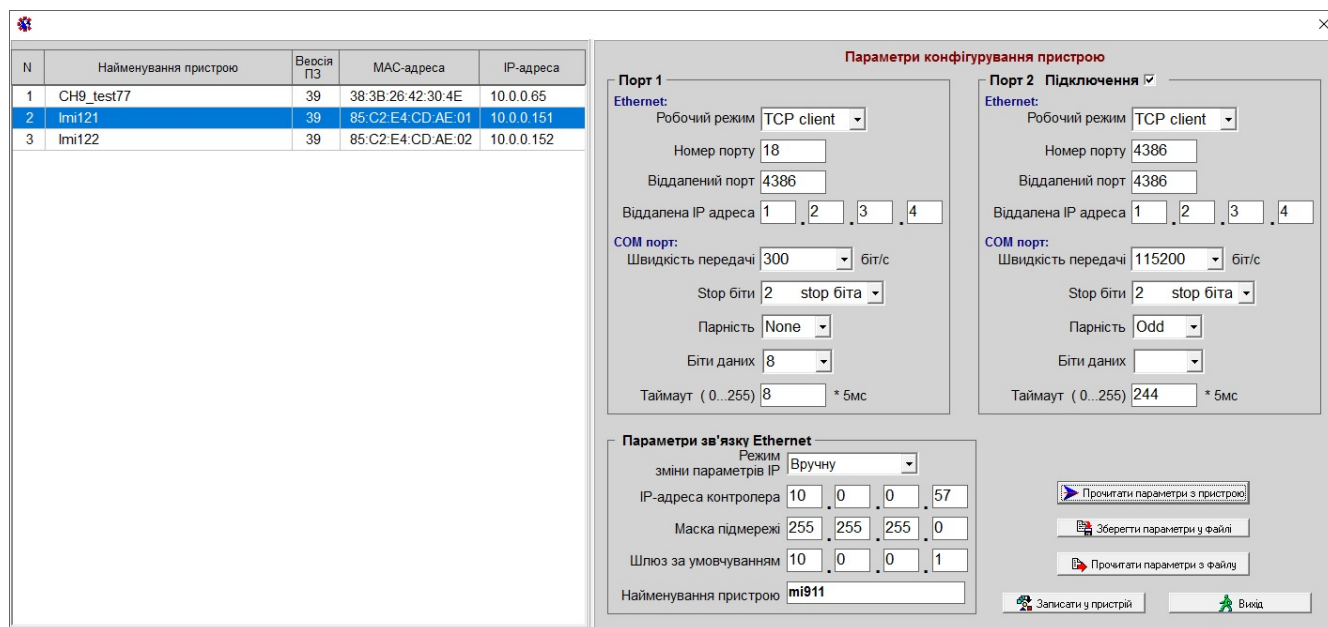 N Найменування пристрою Версія ПЗ MAC-адреса IP-адреса
1 CH9_test77 39 38:3B:26:42:30:4E 10.0.0.65
2 Imi121 39 85:C2:E4:CD:AE:01 10.0.0.151
3 Imi122 39 85:C2:E4:CD:AE:02 10.0.0.152
Параметри конфігурування пристрою
Порт 1
Ethernet:
Робочий режим TCP client
Номер порту 18
Віддалений порт 4386
Віддалена IP адреса 1 . 2 . 3 . 4
COM порт:
Швидкість передачі 300 біт/с
Stop біти 2 stop біта
Парність None
Біти даних 8
Таймаут ( 0...255) 8 * 5мс
Порт 2 Підключення
Ethernet:
Робочий режим TCP client
Номер порту 4386
Віддалений порт 4386
Віддалена IP адреса 1 . 2 . 3 . 4
COM порт:
Швидкість передачі 115200 біт/с
Stop біти 2 stop біта
Парність Odd
Біти даних
Таймаут ( 0...255) 244 * 5мс
Параметри зв'язку Ethernet
Режим
зміни параметрів IP Вручну
IP-адреса контролера 10 . 0 . 0 . 57
Маска підмережі 255 . 255 . 255 . 0
Шлюз за умовчуванням 10 . 0 . 0 . 1
Найменування пристрою mi911
Прочитати параметри з пристрою
Зберегти параметри у файлі
Прочитати параметри з файлу
Записати у пристрій Вихід